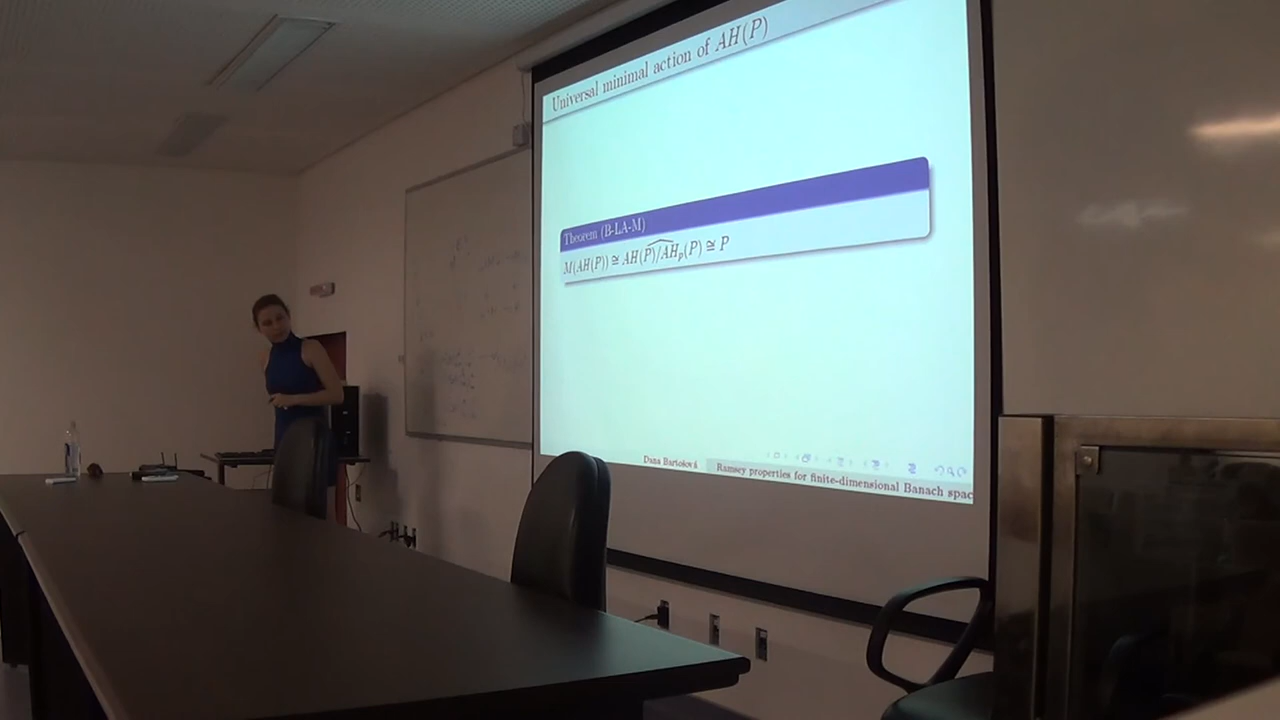 Universal minimal action of AH(P)
Theorem (B-LA-M)
M(AH(P)) ≅ \widehat{AH(P)/AH_p(P)} ≅ P
Dana Bartošová
Ramsey properties for finite-dimensional Banach spac